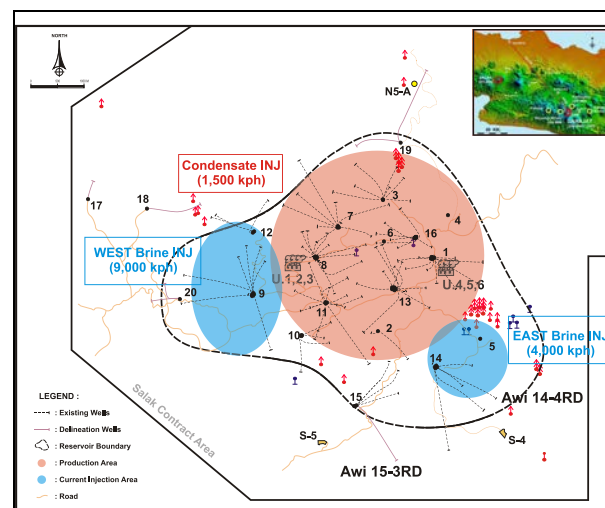 NORTH
N5-A
19
Condensate INJ
(1,500 kph)
17
18
3
4
7
12
6
16
WEST Brine INJ
(9,000 kph)
8
1
U.1,2,3
U.4,5,6
20
9
13
11
10
2
5
EAST Brine INJ
(4,000 kph)
14
Awi 14-4RD
15
S-5
S-4
Awi 15-3RD
Salak Contract Area
LEGEND :
: Existing Wells
: Delineation Wells
: Reservoir Boundary
: Production Area
: Current Injection Area
: Road